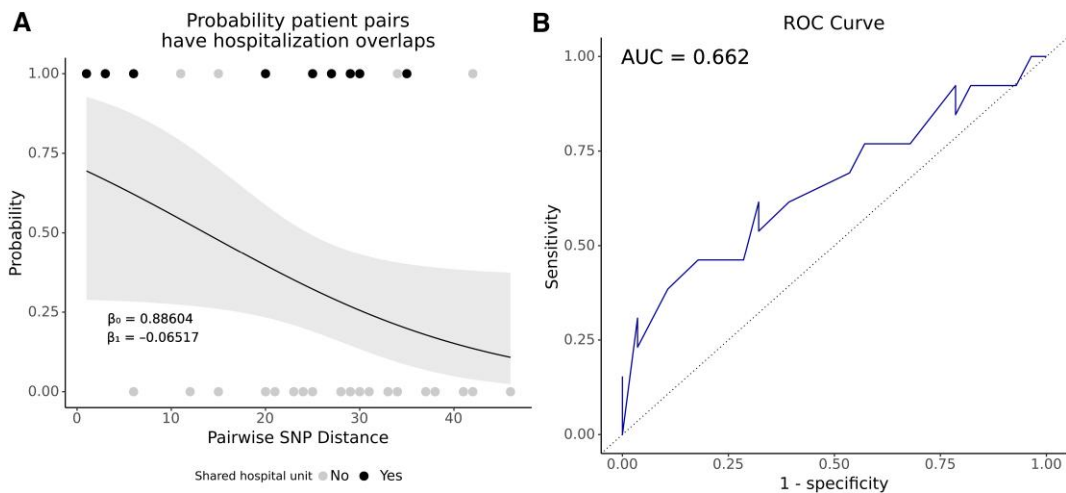 A
Probability patient pairs
have hospitalization overlaps
1.00
0.75
0.50
0.25
0.00
Probability
β₀ = 0.88604
β₁ = –0.06517
0 10 20 30 40
Pairwise SNP Distance
Shared hospital unit No Yes
B
ROC Curve
AUC = 0.662
1.00
0.75
0.50
0.25
0.00
Sensitivity
0.00 0.25 0.50 0.75 1.00
1 - specificity